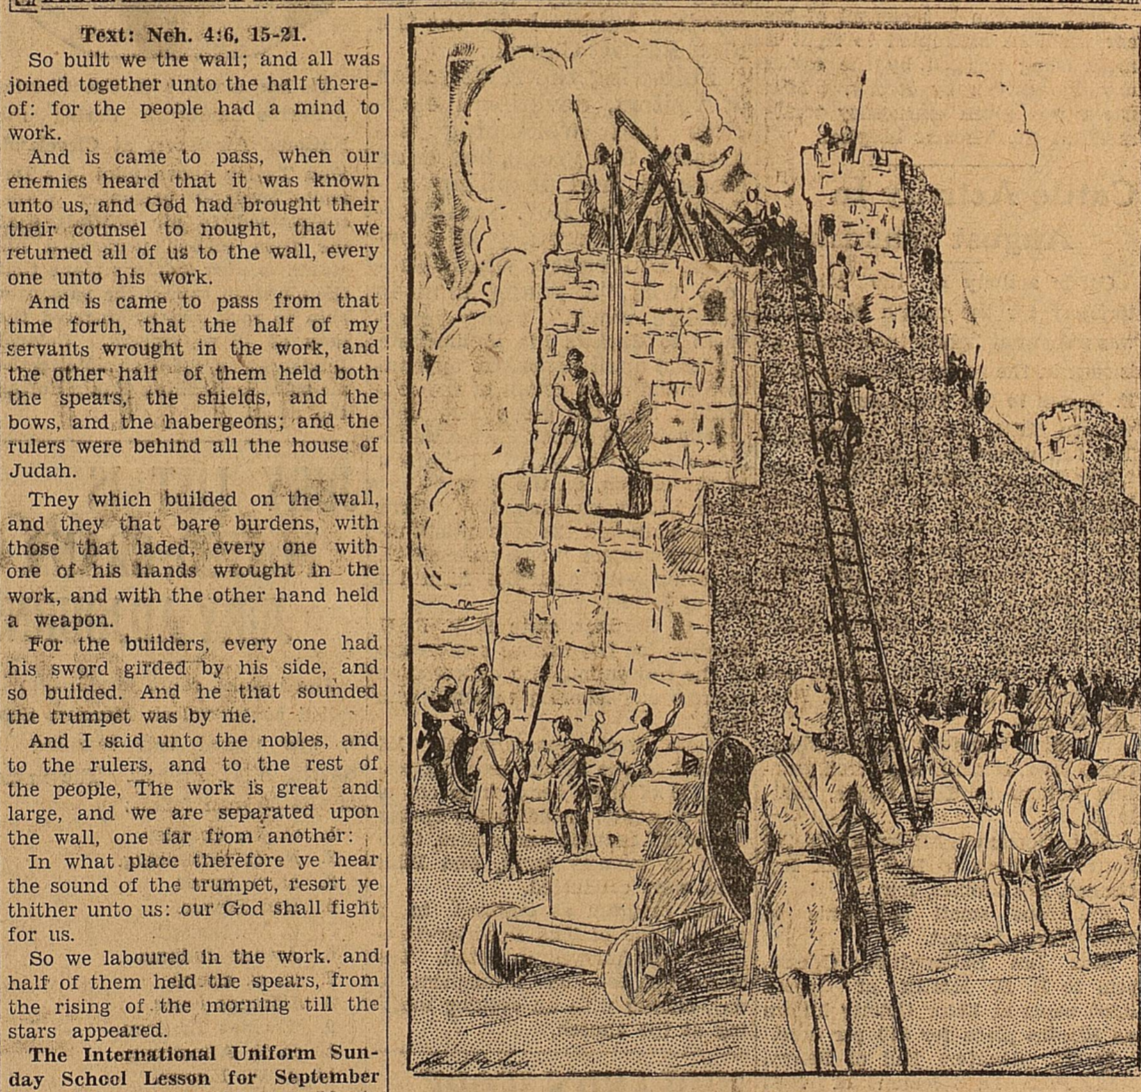 Text: Neh. 4:6, 15-21.
So built we the wall; and all was
joined together unto the half there-
of: for the people had a mind to
work.
And is came to pass, when our
enemies heard that it was known
unto us, and God had brought their
their counsel to nought, that we
returned all of us to the wall, every
one unto his work.
And is came to pass from that
time forth, that the half of my
servants wrought in the work, and
the other half of them held both
the spears, the shields, and the
bows, and the habergeons; and the
rulers were behind all the house of
Judah.
They which builded on the wall,
and they that bare burdens, with
those that laded, every one with
one of his hands wrought in the
work, and with the other hand held
a weapon.
For the builders, every one had
his sword girded by his side, and
so builded. And he that sounded
the trumpet was by me.
And I said unto the nobles, and
to the rulers, and to the rest of
the people, The work is great and
large, and we are separated upon
the wall, one far from another:
In what place therefore ye hear
the sound of the trumpet, resort ye
thither unto us: our God shall fight
for us.
So we laboured in the work. and
half of them held the spears, from
the rising of the morning till the
stars appeared.
The International Uniform Sun-
day School Lesson for September